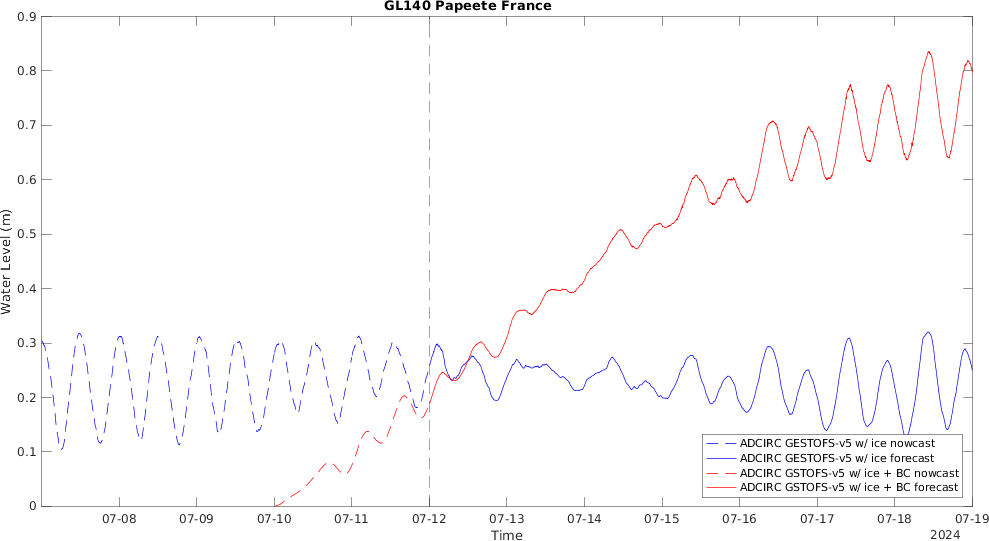 GL140 Papeete France
0.9
0.8
0.7
0.6
0.5
0.4
0.3
0.2
0.1
0
Water Level (m)
ADCIRC GESTOFS-v5 w/ ice nowcast
ADCIRC GESTOFS-v5 w/ ice forecast
ADCIRC GSTOFS-v5 w/ ice + BC nowcast
ADCIRC GSTOFS-v5 w/ ice + BC forecast
07-08 07-09 07-10 07-11 07-12 07-13 07-14 07-15 07-16 07-17 07-18 07-19
Time
2024